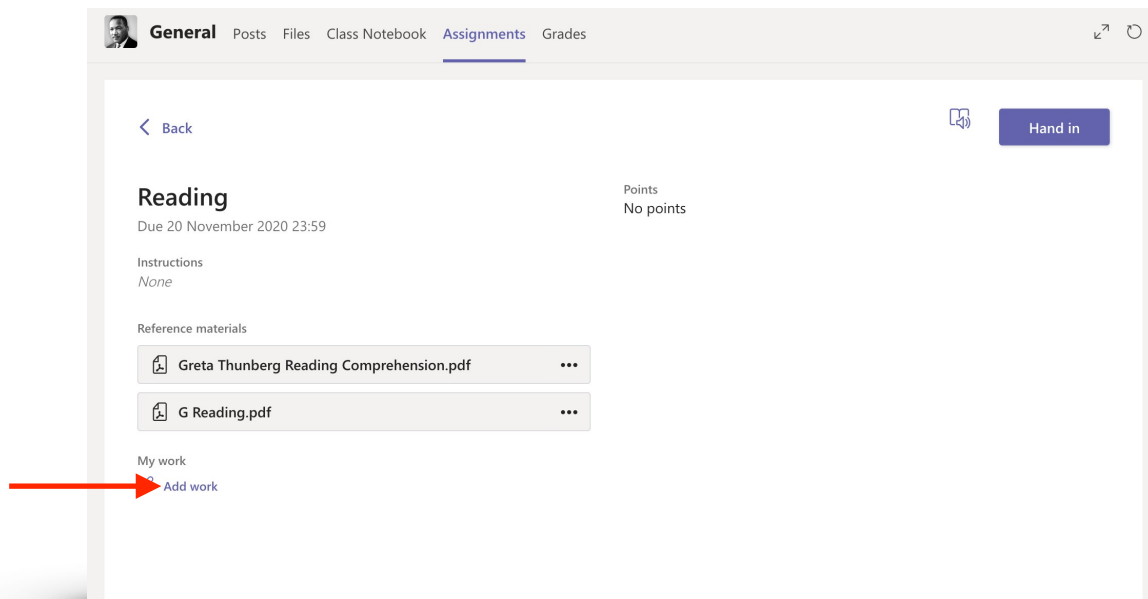 General Posts Files Class Notebook Assignments Grades
Back
Hand in
Reading
Due 20 November 2020 23:59
Points
No points
Instructions
None
Reference materials
Greta Thunberg Reading Comprehension.pdf
G Reading.pdf
My work
Add work